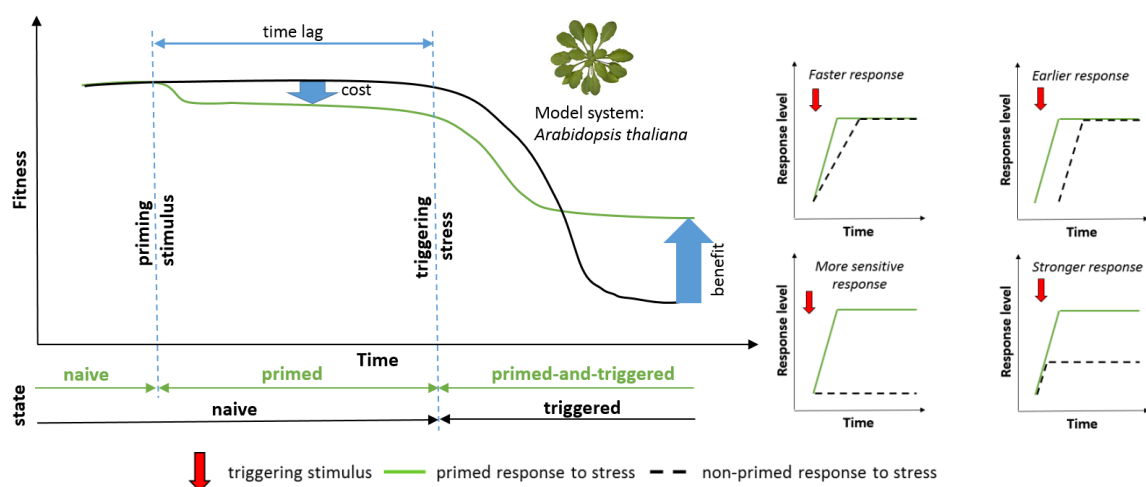 time lag
cost
Model system:
Arabidopsis thaliana
Fitness
priming
stimulus
triggering
stress
benefit
Time
state
naive
primed
primed-and-triggered
naive
triggered
Faster response
Response level
Time
Earlier response
Response level
Time
More sensitive
response
Response level
Time
Stronger response
Response level
Time
triggering stimulus
primed response to stress
non-primed response to stress